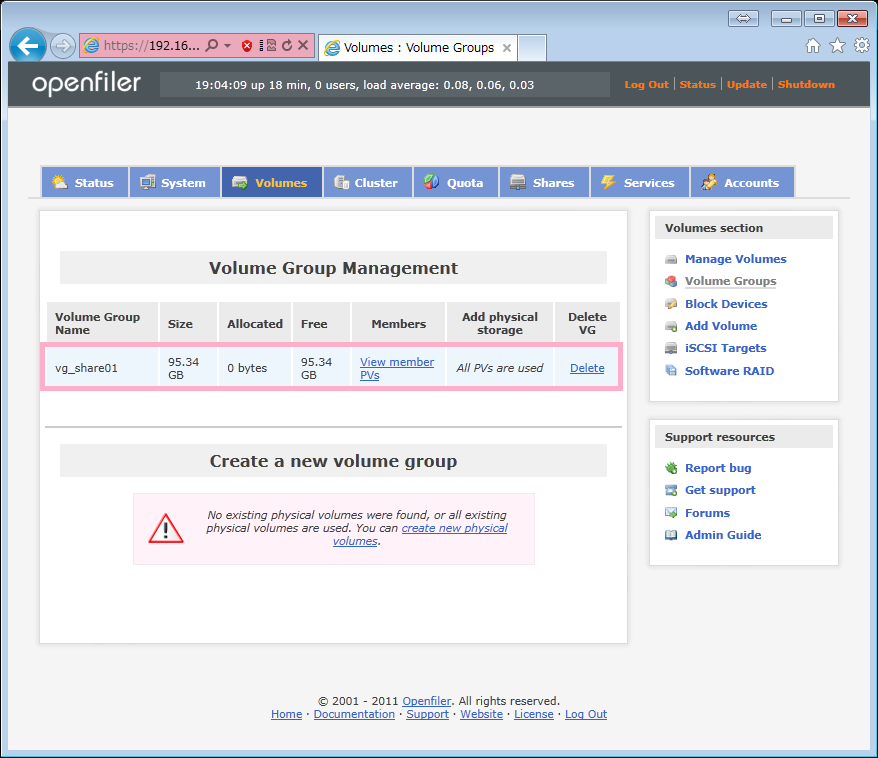 https://192.16...
Volumes : Volume Groups
openfiler
19:04:09 up 18 min, 0 users, load average: 0.08, 0.06, 0.03
Log Out | Status | Update | Shutdown
Status
System
Volumes
Cluster
Quota
Shares
Services
Accounts
Volume Group Management
Volume Group
Name
Size
Allocated
Free
Members
Add physical
storage
Delete
VG
vg_share01
95.34
GB
0 bytes
95.34
GB
View member
PVs
All PVs are used
Delete
Create a new volume group
No existing physical volumes were found, or all existing
physical volumes are used. You can create new physical
volumes.
Volumes section
Manage Volumes
Volume Groups
Block Devices
Add Volume
iSCSI Targets
Software RAID
Support resources
Report bug
Get support
Forums
Admin Guide
© 2001 - 2011 Openfiler. All rights reserved.
Home · Documentation · Support · Website · License · Log Out